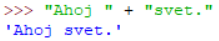 >>> "Ahoj " + "svet."
'Ahoj svet.'